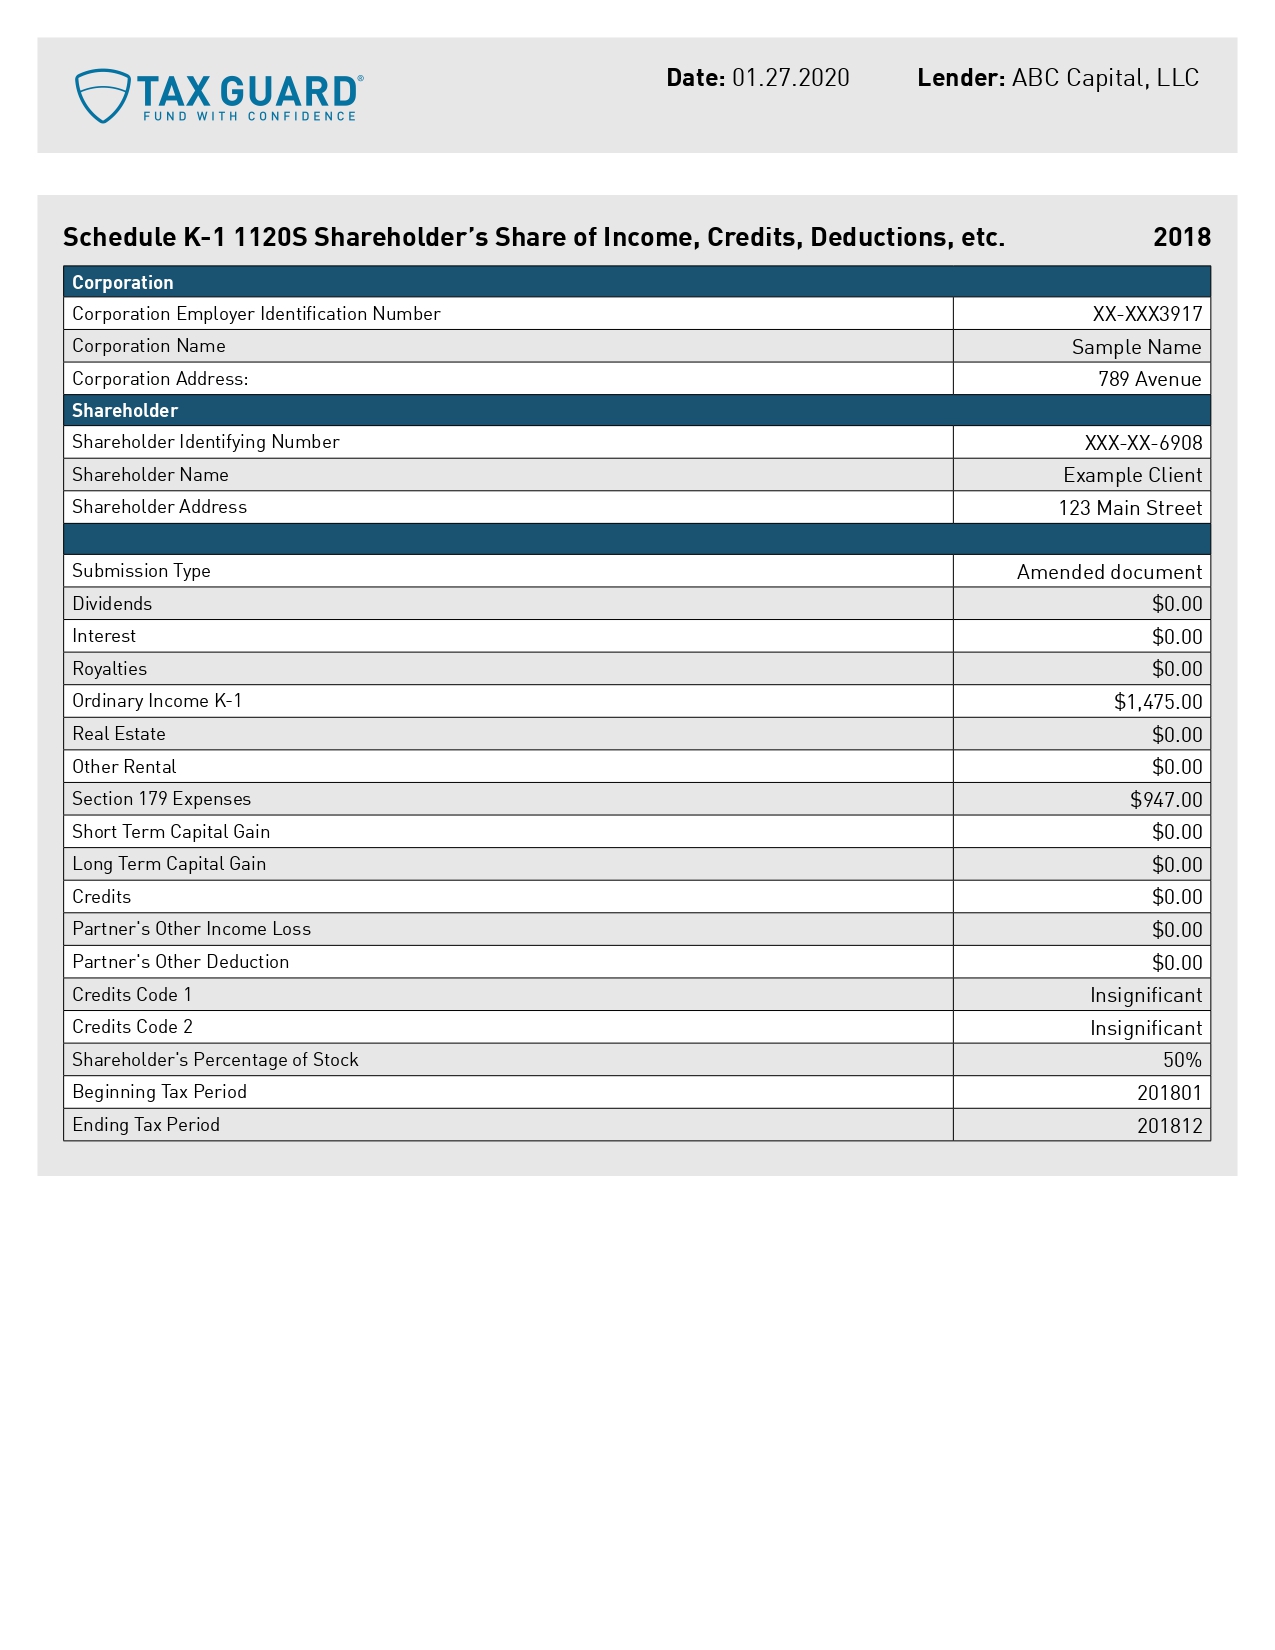 TAX GUARD®
FUND WITH CONFIDENCE
Date: 01.27.2020 Lender: ABC Capital, LLC
Schedule K-1 1120S Shareholder’s Share of Income, Credits, Deductions, etc. 2018
Corporation
Corporation Employer Identification Number XX-XXX3917
Corporation Name Sample Name
Corporation Address: 789 Avenue
Shareholder
Shareholder Identifying Number XXX-XX-6908
Shareholder Name Example Client
Shareholder Address 123 Main Street
Submission Type Amended document
Dividends $0.00
Interest $0.00
Royalties $0.00
Ordinary Income K-1 $1,475.00
Real Estate $0.00
Other Rental $0.00
Section 179 Expenses $947.00
Short Term Capital Gain $0.00
Long Term Capital Gain $0.00
Credits $0.00
Partner's Other Income Loss $0.00
Partner's Other Deduction $0.00
Credits Code 1 Insignificant
Credits Code 2 Insignificant
Shareholder's Percentage of Stock 50%
Beginning Tax Period 201801
Ending Tax Period 201812